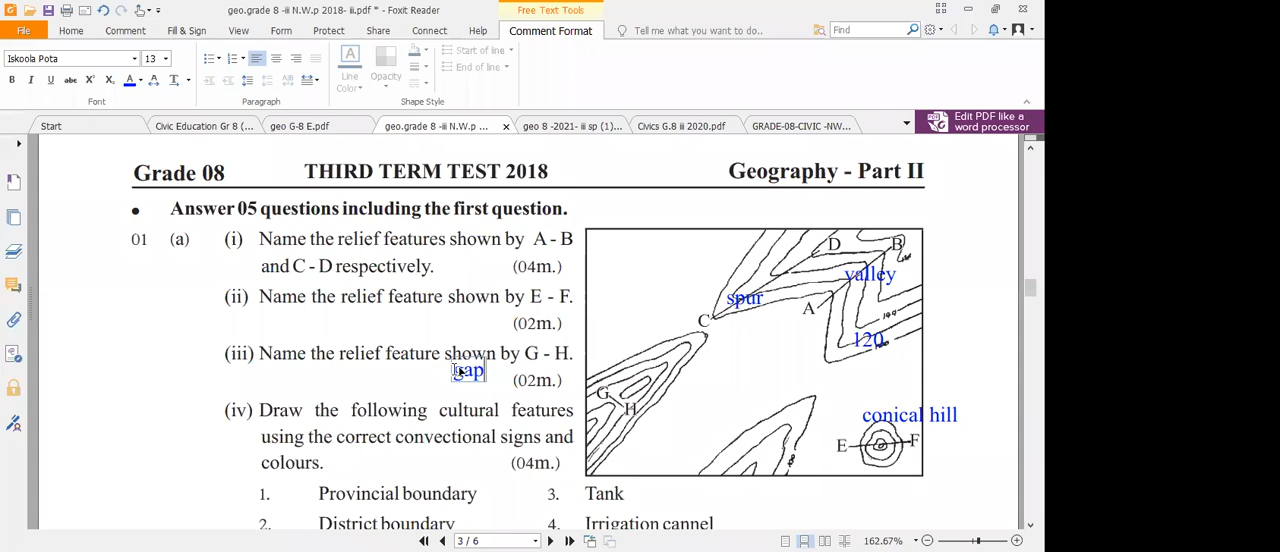 geo.grade 8 -ii N.W.p 2018- ii.pdf * - Foxit Reader
Free Text Tools
File
Home
Comment
Fill & Sign
View
Form
Protect
Share
Connect
Help
Comment Format
Tell me what you want to do..
Find
Iskoola Pota
13
Line Color
Opacity
Start of line
End of line
Font
Paragraph
Shape Style
Start
Civic Education Gr 8 (...
geo G-8 E.pdf
geo.grade 8 -ii N.W.p ...
geo 8 -2021- ii sp (1)...
Civics G.8 ii 2020.pdf
GRADE-08-CIVIC -NW...
Edit PDF like a
word processor
Grade 08 THIRD TERM TEST 2018 Geography - Part II
• Answer 05 questions including the first question.
01 (a) (i) Name the relief features shown by A - B
and C - D respectively. (04m.)
(ii) Name the relief feature shown by E - F.
(02m.)
(iii) Name the relief feature shown by G - H.
gap
(02m.)
(iv) Draw the following cultural features
using the correct convectional signs and
colours. (04m.)
D
B
valley
spur
A
C
100
120
G
H
conical hill
E
F
1. Provincial boundary 3. Tank
2. District boundary 4. Irrigation cannel
3 / 6
162.67%